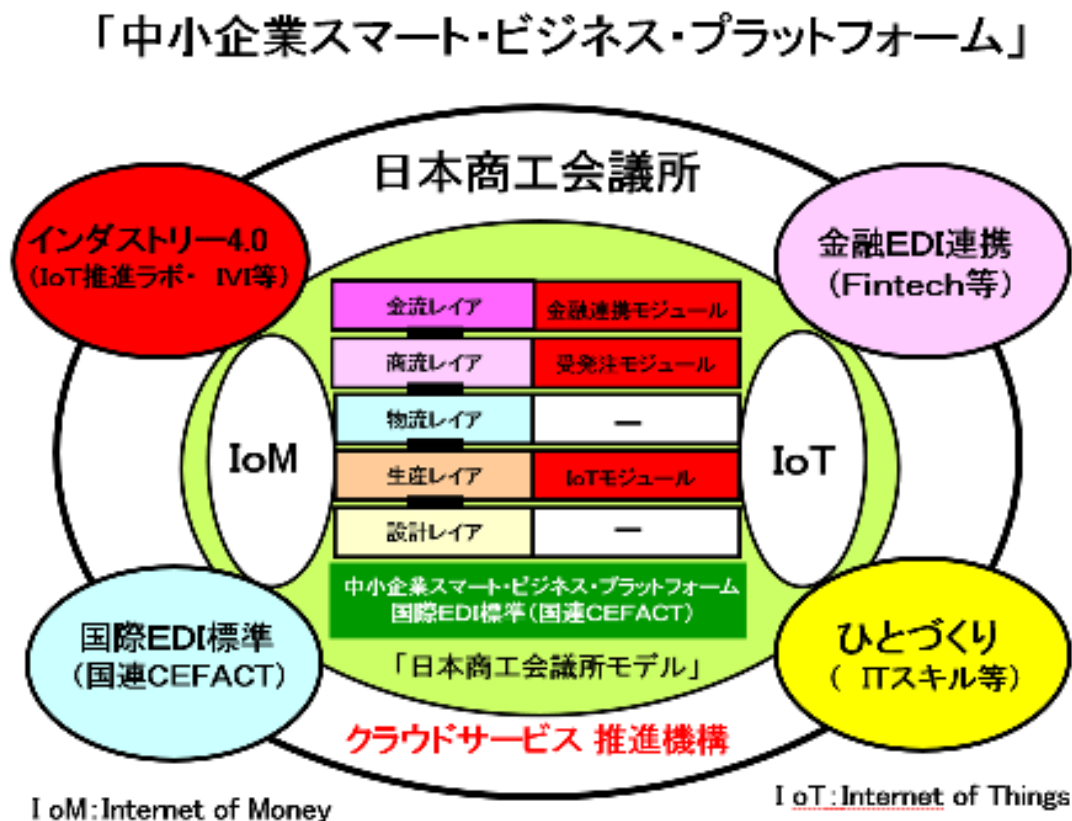 「中小企業スマート・ビジネス・プラットフォーム」
日本商工会議所
インダストリー4.0
(IoT推進ラボ・ IVI等)
金融EDI連携
(Fintech等)
金流レイア 金融連携モジュール
商流レイア 受発注モジュール
物流レイア ー
生産レイア IoTモジュール
設計レイア ー
IoM
IoT
中小企業スマート・ビジネス・プラットフォーム
国際EDI標準(国連CEFACT)
「日本商工会議所モデル」
国際EDI標準
(国連CEFACT)
ひとづくり
( ITスキル等)
クラウドサービス 推進機構
I oM:Internet of Money
I oT:Internet of Things